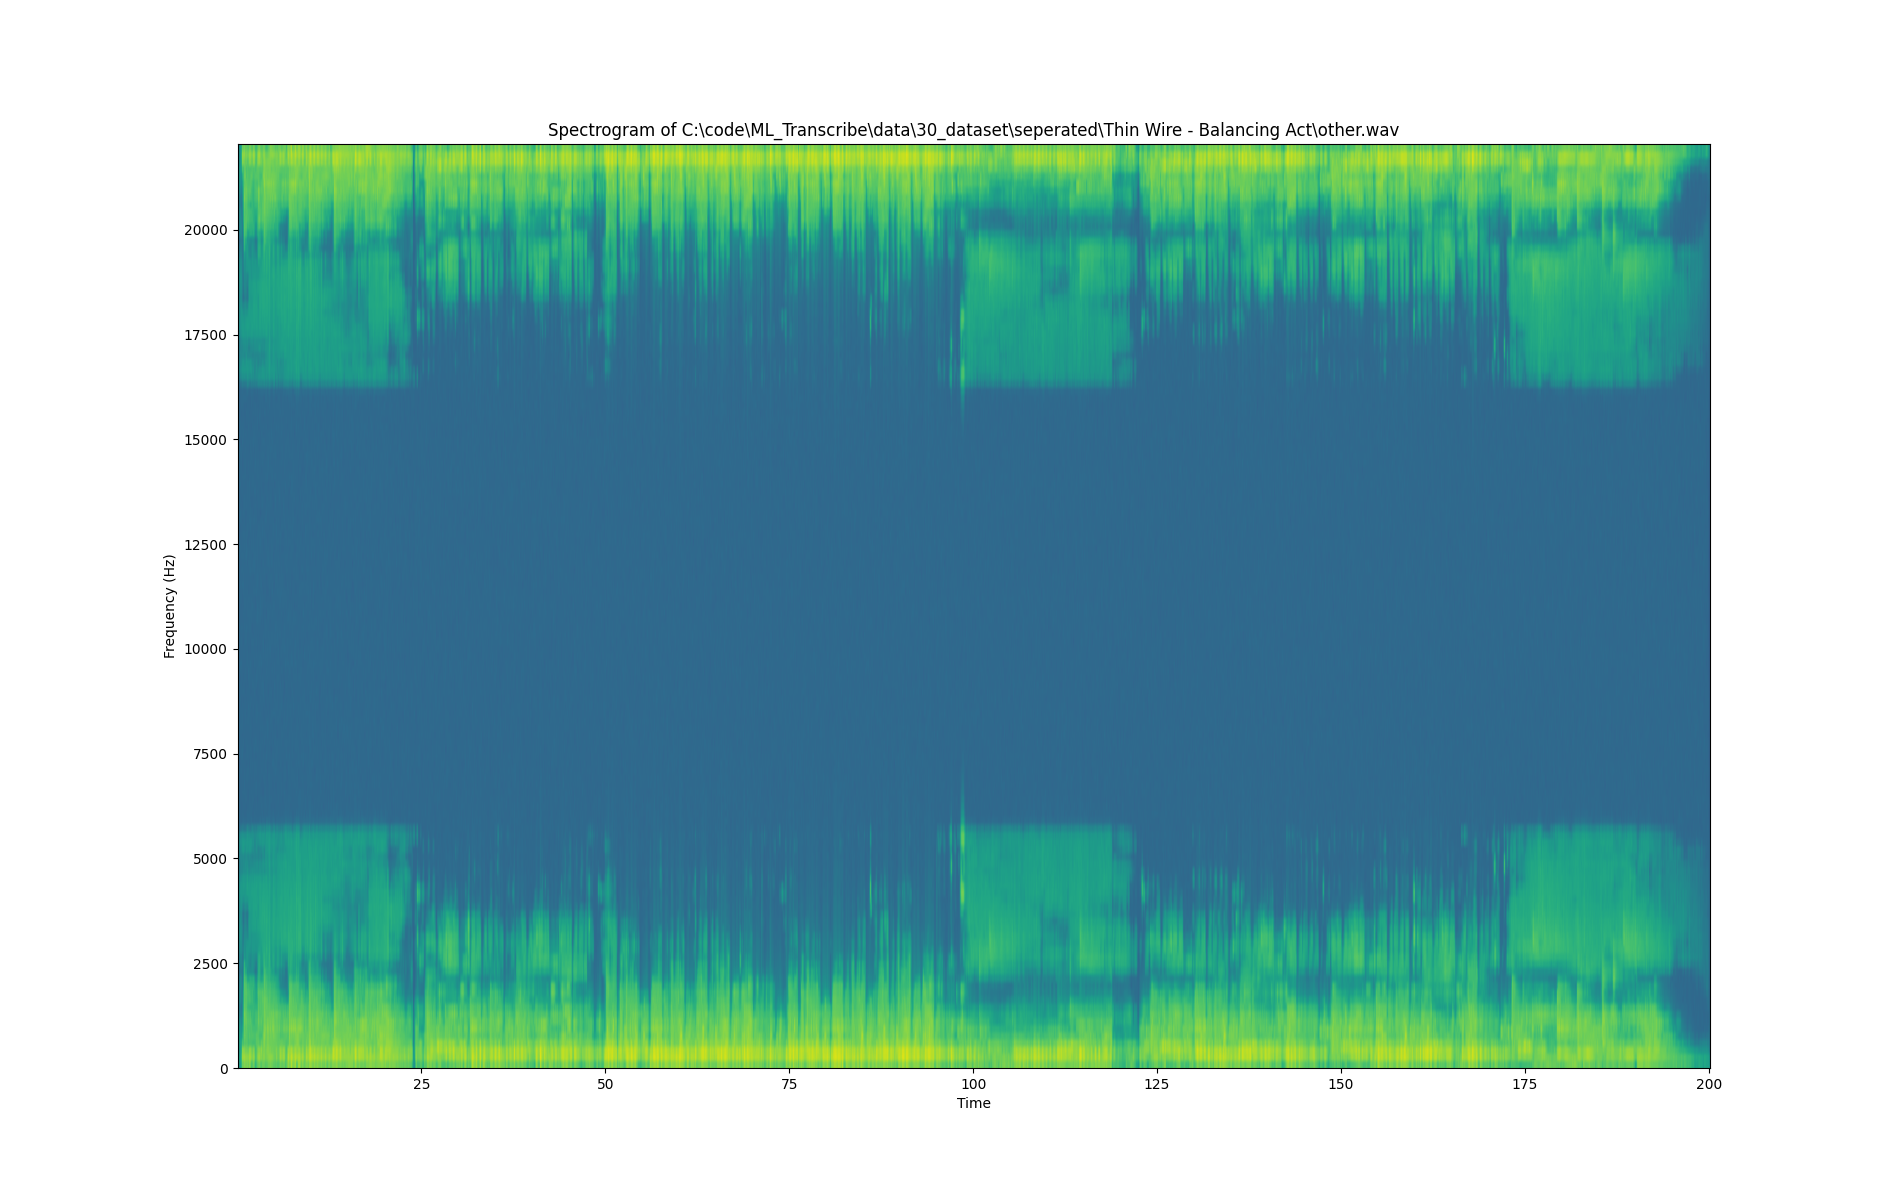 Spectrogram of C:\code\ML_Transcribe\data\30_dataset\seperated\Thin Wire - Balancing Act\other.wav
20000
17500
15000
12500
10000
7500
5000
2500
0
Frequency (Hz)
25 50 75 100 125 150 175 200
Time